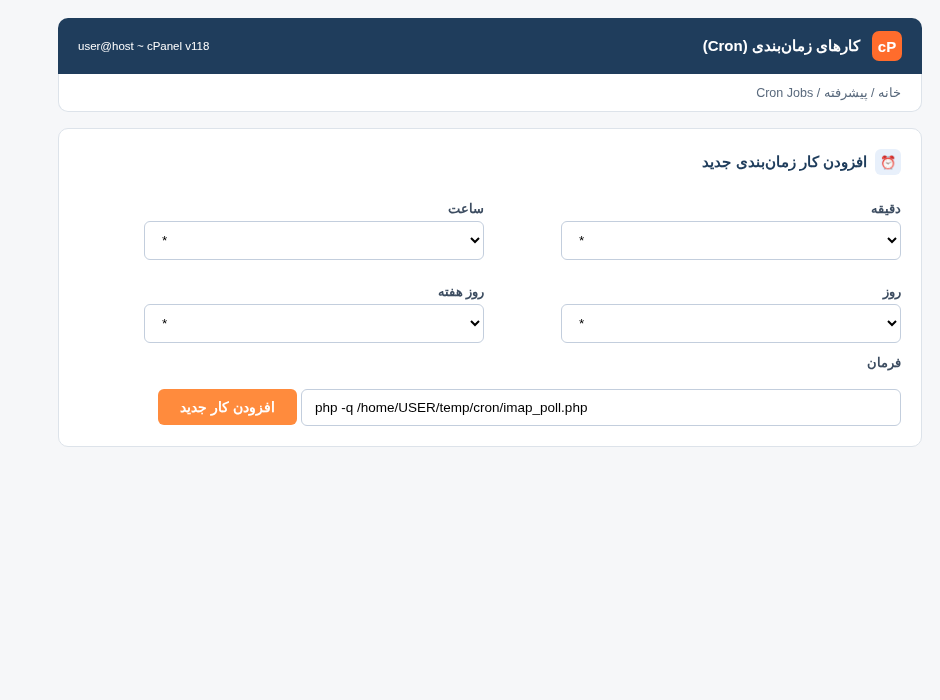 cP کارهای زمان‌بندی (Cron)
user@host ~ cPanel v118
خانه / پیشرفته / Cron Jobs
افزودن کار زمان‌بندی جدید
دقیقه
*
ساعت
*
روز
*
روز هفته
*
فرمان
php -q /home/USER/temp/cron/imap_poll.php
افزودن کار جدید